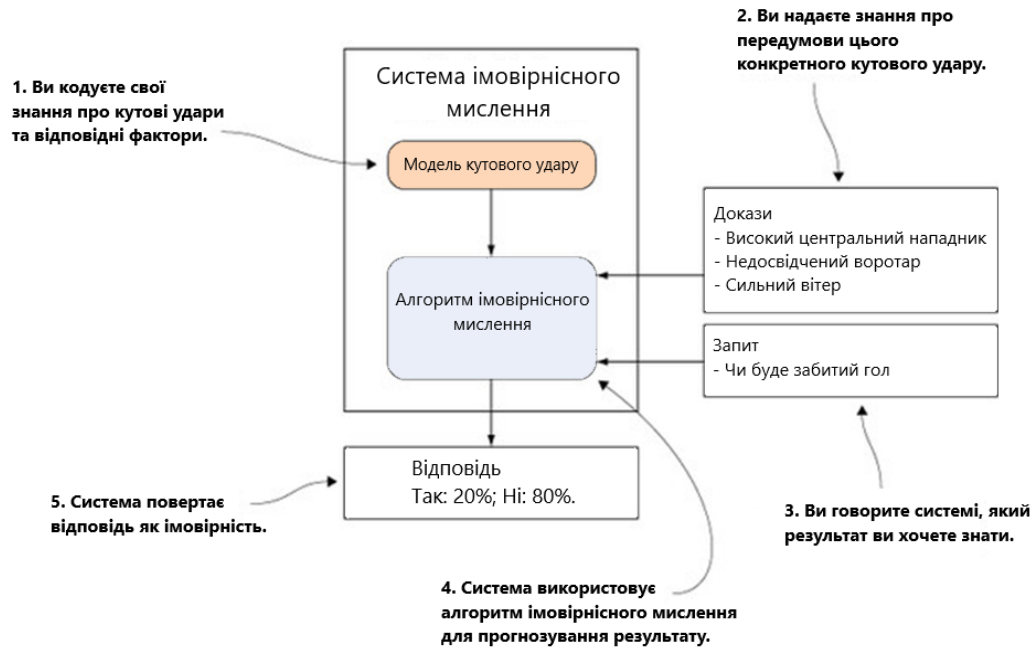 2. Ви надаєте знання про
передумови цього
конкретного кутового удару.
1. Ви кодуєте свої
знання про кутові удари
та відповідні фактори.
Система імовірнісного
мислення
Модель кутового удару
Докази
- Високий центральний нападник
- Недосвідчений воротар
- Сильний вітер
Алгоритм імовірнісного
мислення
Запит
- Чи буде забитий гол
Відповідь
Так: 20%; Ні: 80%.
5. Система повертає
відповідь як імовірність.
3. Ви говорите системі, який
результат ви хочете знати.
4. Система використовує
алгоритм імовірнісного мислення
для прогнозування результату.